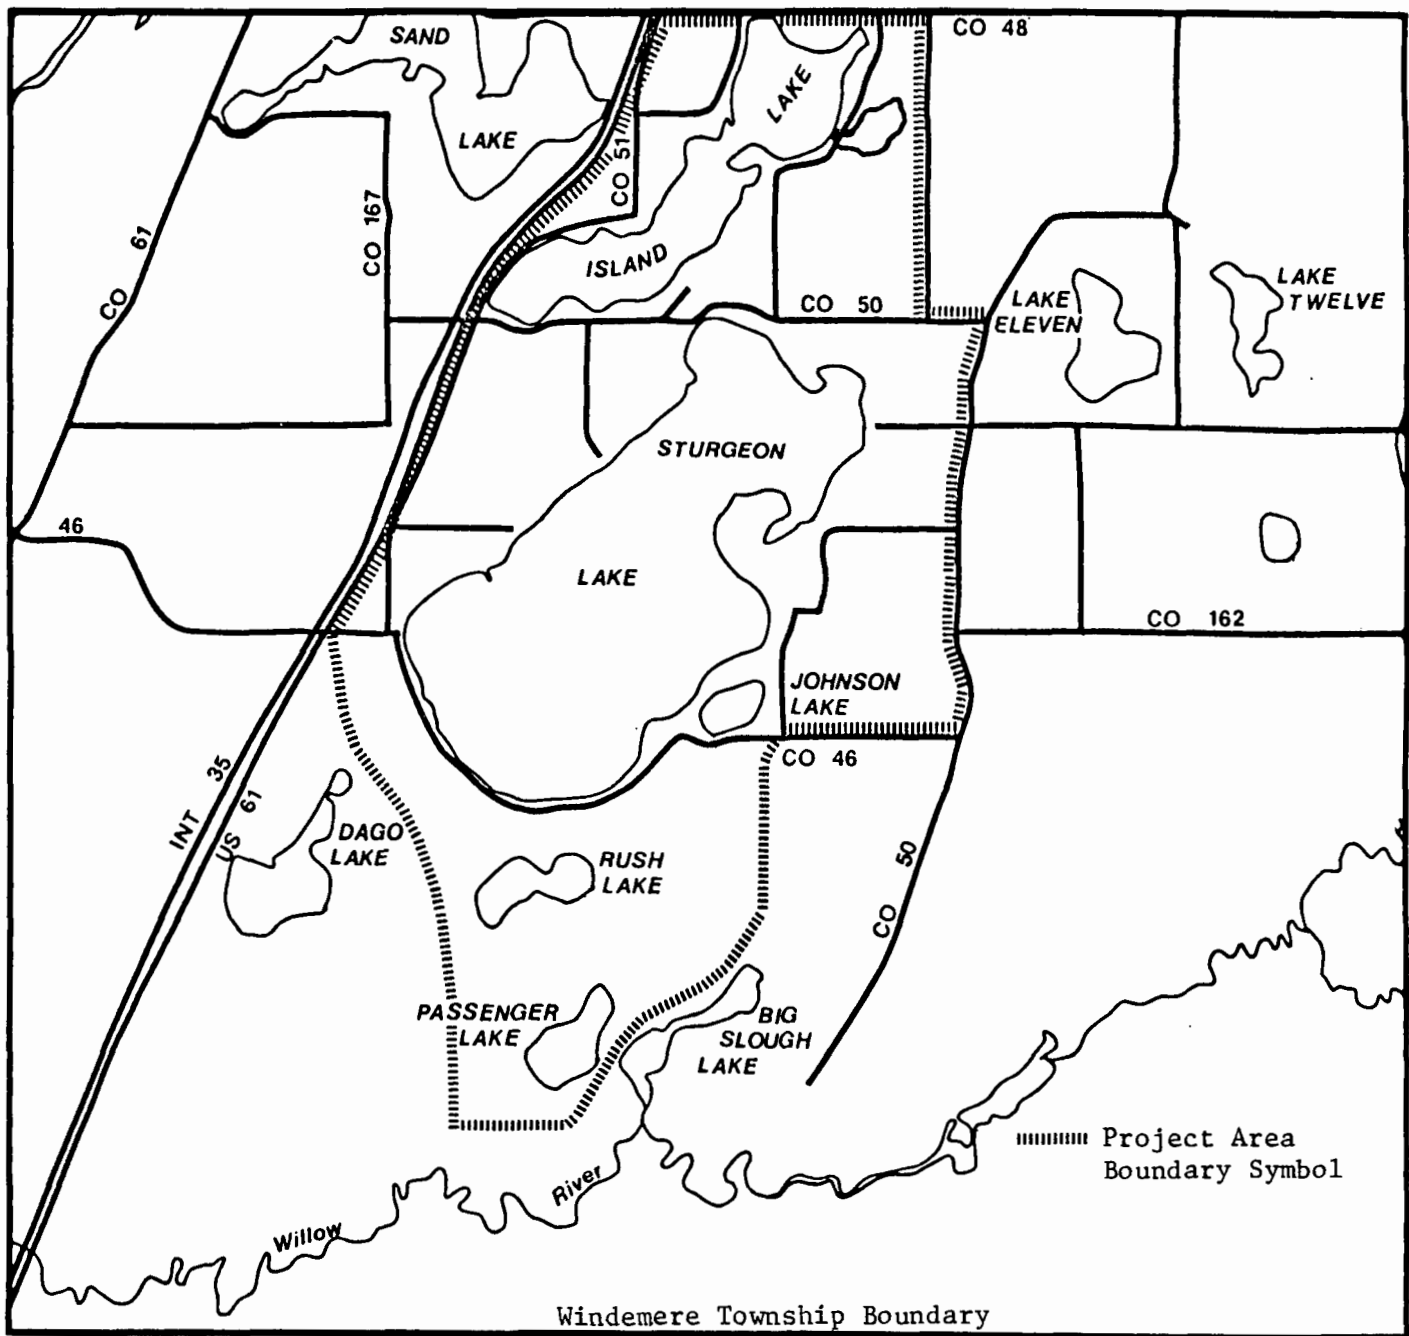 SAND
LAKE
CO 48
LAKE
CO 51
CO 167
CO 61
ISLAND
CO 50
LAKE
ELEVEN
LAKE
TWELVE
STURGEON
LAKE
46
CO 162
JOHNSON
LAKE
CO 46
INT 35
US 61
DAGO
LAKE
RUSH
LAKE
CO 50
PASSENGER
LAKE
BIG
SLOUGH
LAKE
Project Area
Boundary Symbol
River
Willow
Windemere Township Boundary